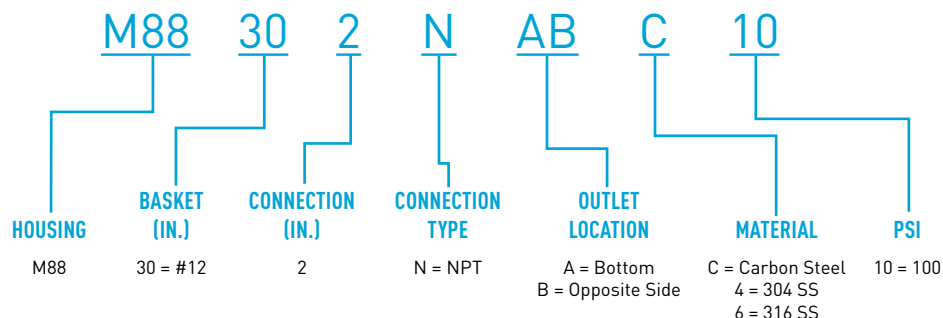 M88 30 2 N AB C 10
HOUSING
M88
BASKET
(IN.)
30 = #12
CONNECTION
(IN.)
2
CONNECTION
TYPE
N = NPT
OUTLET
LOCATION
A = Bottom
B = Opposite Side
MATERIAL
C = Carbon Steel
4 = 304 SS
6 = 316 SS
PSI
10 = 100